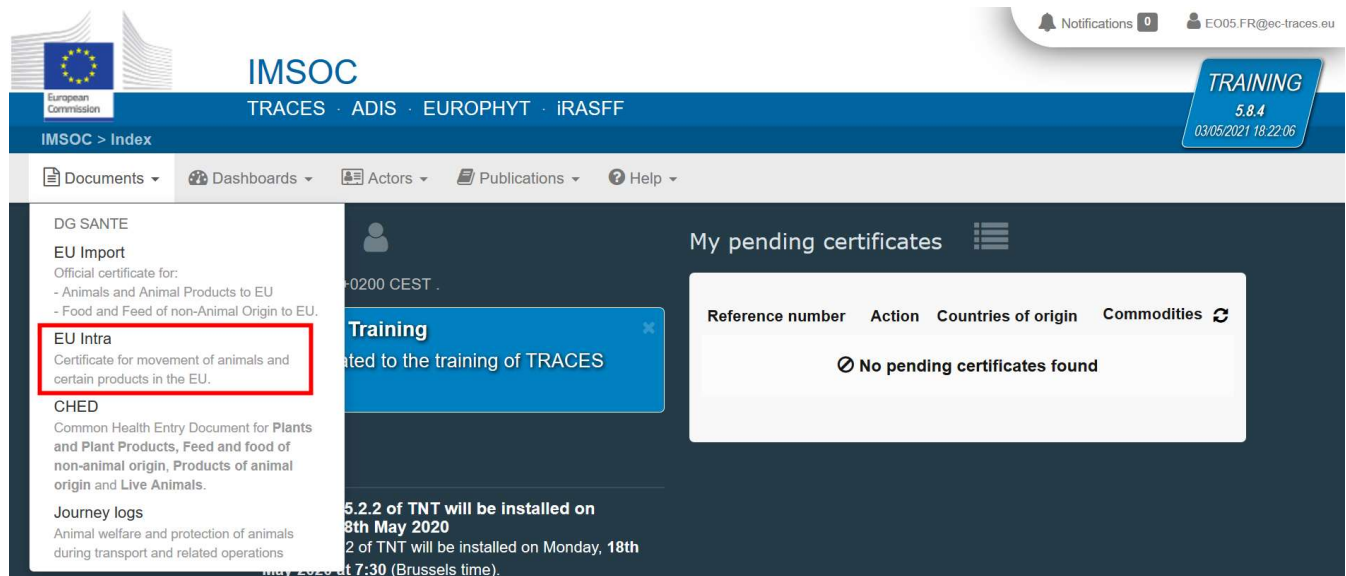 Notifications 0 EO05.FR@ec-traces.eu
IMSOC
European
Commission
TRACES · ADIS · EUROPHYT · iRASFF
TRAINING
5.8.4
03/05/2021 18:22:06
IMSOC > Index
Documents Dashboards Actors Publications Help
DG SANTE
EU Import
Official certificate for:
- Animals and Animal Products to EU
- Food and Feed of non-Animal Origin to EU.
EU Intra
Certificate for movement of animals and
certain products in the EU.
CHED
Common Health Entry Document for Plants
and Plant Products, Feed and food of
non-animal origin, Products of animal
origin and Live Animals.
Journey logs
Animal welfare and protection of animals
during transport and related operations
+0200 CEST .
Training
to the training of TRACES
5.2.2 of TNT will be installed on
8th May 2020
2 of TNT will be installed on Monday, 18th
May 2020 at 7:30 (Brussels time).
My pending certificates
Reference number Action Countries of origin Commodities
No pending certificates found